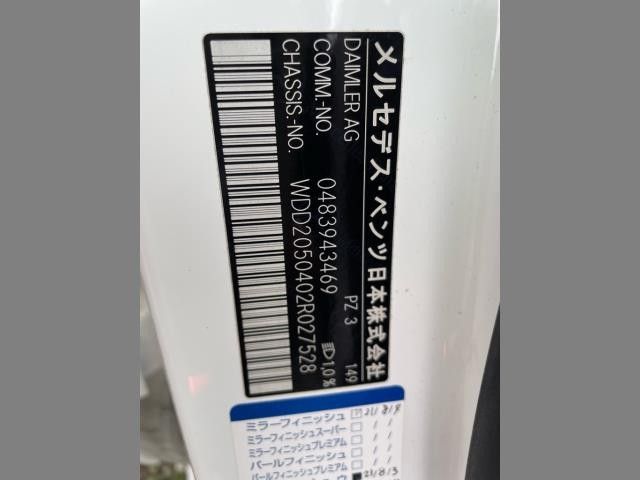 メルセデス・ベンツ日本株式会社
DAIMLER AG PZ 3 149
COMM.-NO. 0483943469 1,0%
CHASSIS.-NO. WDD2050402R027528
ミラーフィニッシュ
ミラーフィニッシュスーパー
ミラーフィニッシュプレミアム
パールフィニッシュ
パールフィニッシュプレミアム